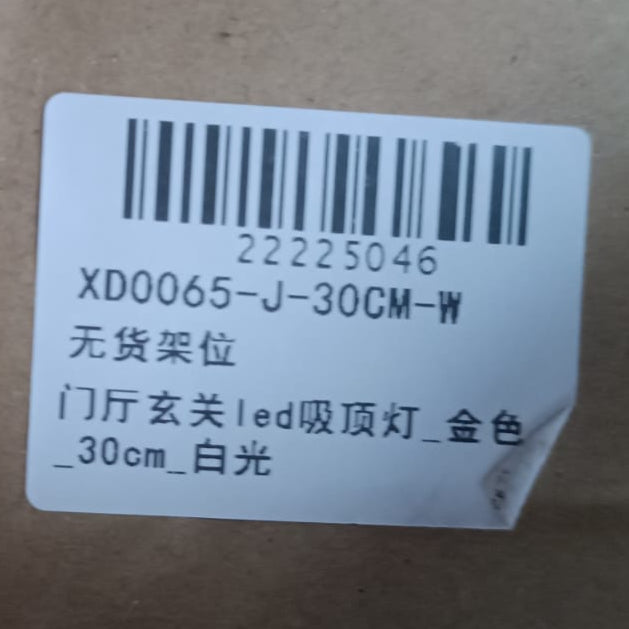 22225046
XD0065-J-30CM-W
无货架位
门厅玄关led吸顶灯_金色
_30cm_白光